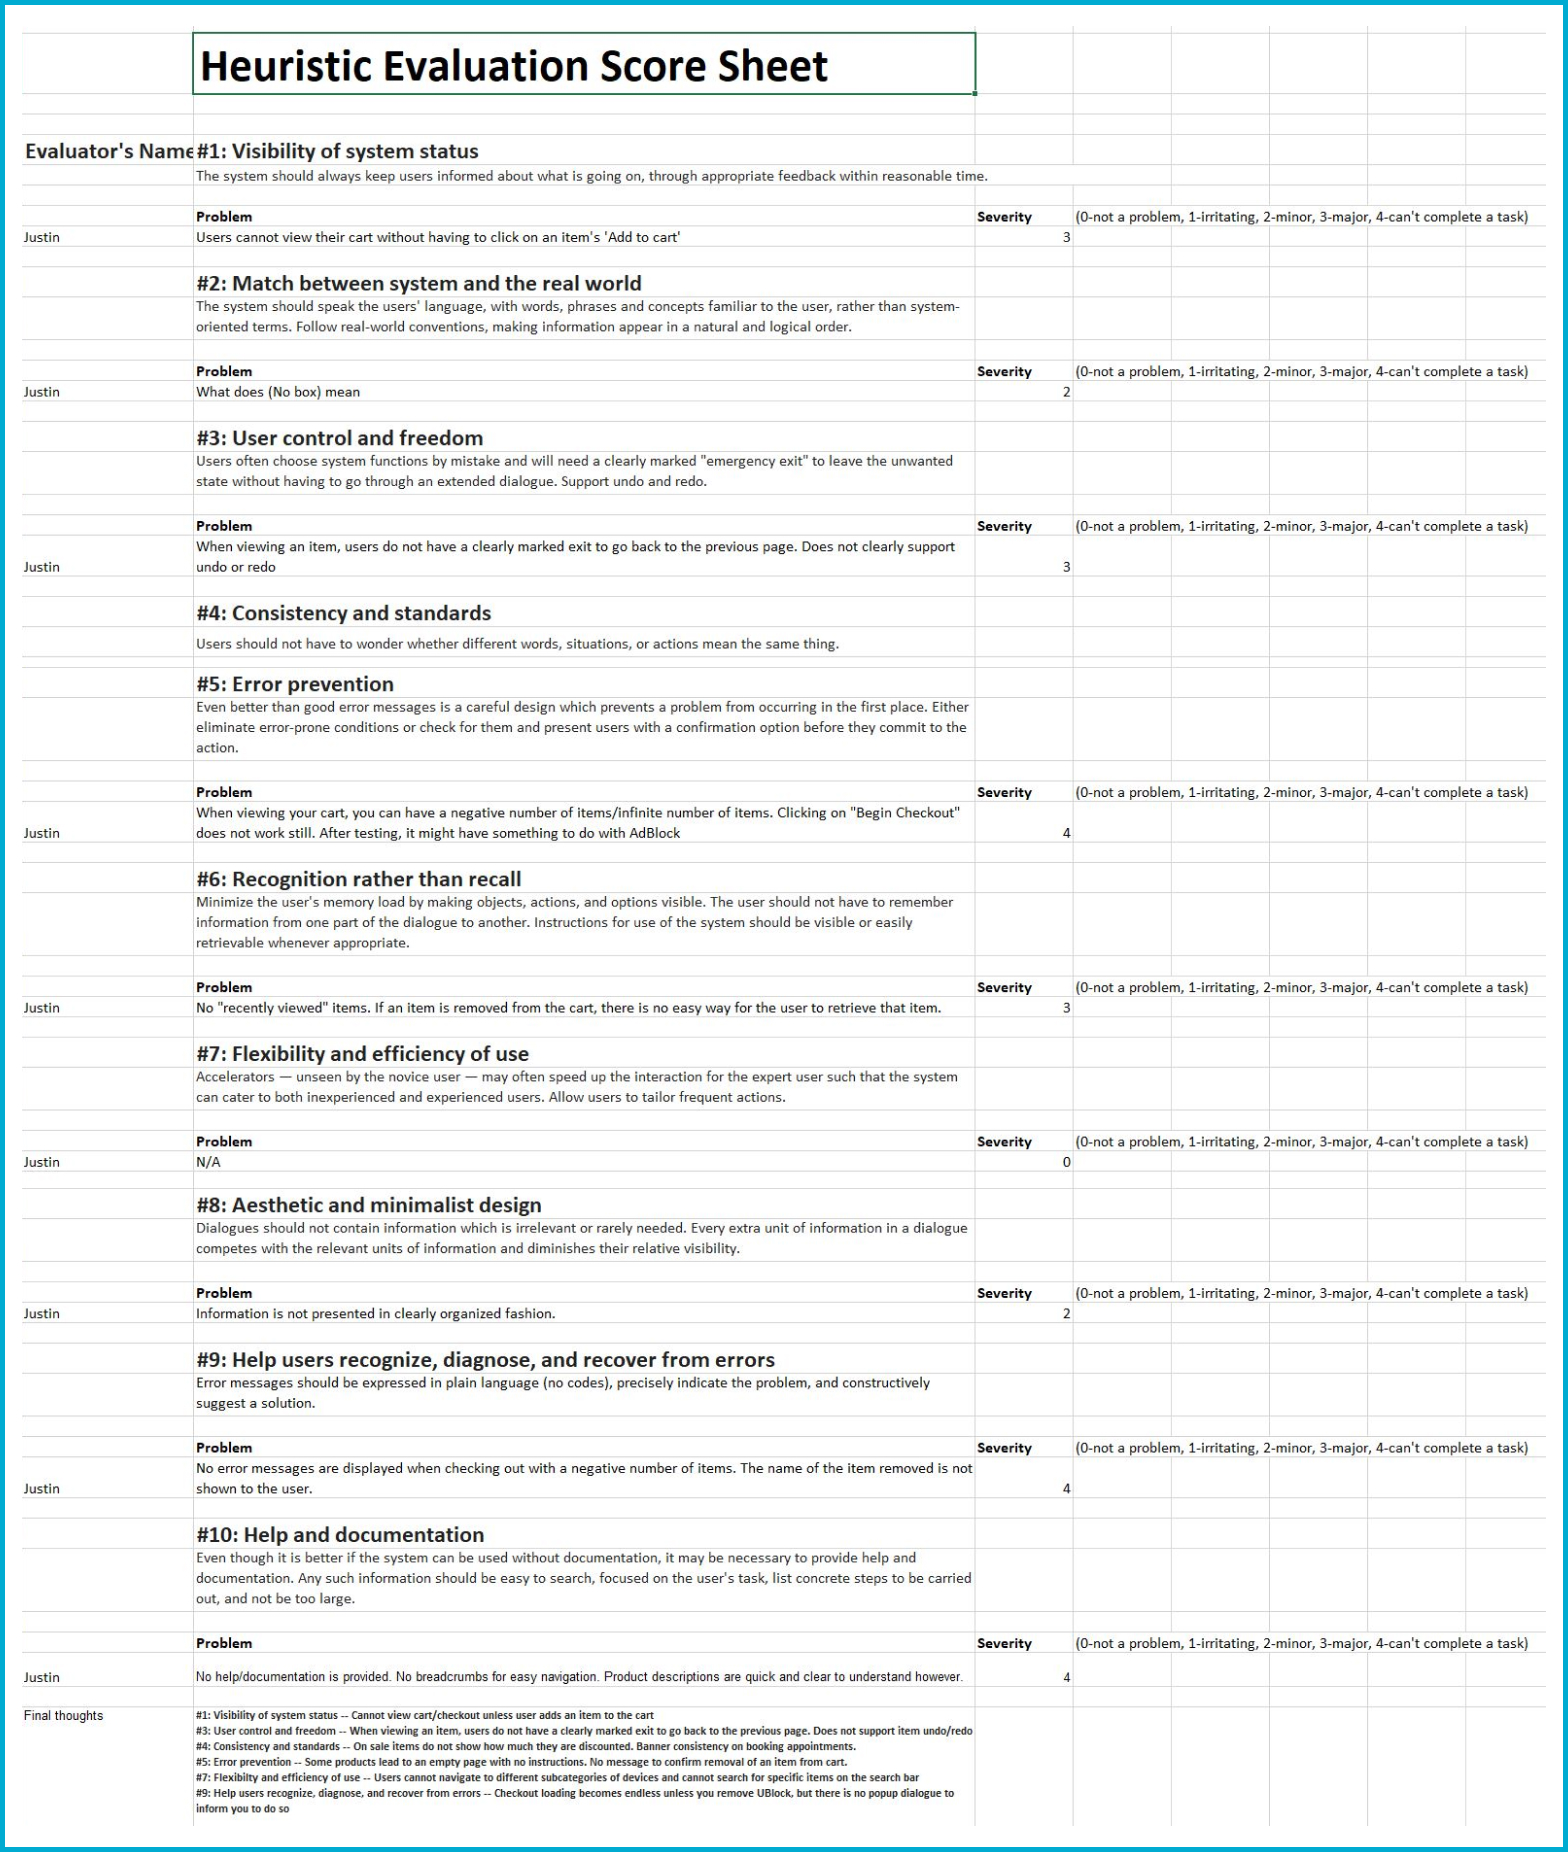 Heuristic Evaluation Score Sheet
Evaluator's Name #1: Visibility of system status
The system should always keep users informed about what is going on, through appropriate feedback within reasonable time.
Problem Severity (0-not a problem, 1-irritating, 2-minor, 3-major, 4-can't complete a task)
Justin Users cannot view their cart without having to click on an item's 'Add to cart' 3
#2: Match between system and the real world
The system should speak the users' language, with words, phrases and concepts familiar to the user, rather than system-
oriented terms. Follow real-world conventions, making information appear in a natural and logical order.
Problem Severity (0-not a problem, 1-irritating, 2-minor, 3-major, 4-can't complete a task)
Justin What does (No box) mean 2
#3: User control and freedom
Users often choose system functions by mistake and will need a clearly marked "emergency exit" to leave the unwanted
state without having to go through an extended dialogue. Support undo and redo.
Problem Severity (0-not a problem, 1-irritating, 2-minor, 3-major, 4-can't complete a task)
When viewing an item, users do not have a clearly marked exit to go back to the previous page. Does not clearly support
Justin undo or redo 3
#4: Consistency and standards
Users should not have to wonder whether different words, situations, or actions mean the same thing.
#5: Error prevention
Even better than good error messages is a careful design which prevents a problem from occurring in the first place. Either
eliminate error-prone conditions or check for them and present users with a confirmation option before they commit to the
action.
Problem Severity (0-not a problem, 1-irritating, 2-minor, 3-major, 4-can't complete a task)
When viewing your cart, you can have a negative number of items/infinite number of items. Clicking on "Begin Checkout"
Justin does not work still. After testing, it might have something to do with AdBlock 4
#6: Recognition rather than recall
Minimize the user's memory load by making objects, actions, and options visible. The user should not have to remember
information from one part of the dialogue to another. Instructions for use of the system should be visible or easily
retrievable whenever appropriate.
Problem Severity (0-not a problem, 1-irritating, 2-minor, 3-major, 4-can't complete a task)
Justin No "recently viewed" items. If an item is removed from the cart, there is no easy way for the user to retrieve that item. 3
#7: Flexibility and efficiency of use
Accelerators — unseen by the novice user — may often speed up the interaction for the expert user such that the system
can cater to both inexperienced and experienced users. Allow users to tailor frequent actions.
Problem Severity (0-not a problem, 1-irritating, 2-minor, 3-major, 4-can't complete a task)
Justin N/A 0
#8: Aesthetic and minimalist design
Dialogues should not contain information which is irrelevant or rarely needed. Every extra unit of information in a dialogue
competes with the relevant units of information and diminishes their relative visibility.
Problem Severity (0-not a problem, 1-irritating, 2-minor, 3-major, 4-can't complete a task)
Justin Information is not presented in clearly organized fashion. 2
#9: Help users recognize, diagnose, and recover from errors
Error messages should be expressed in plain language (no codes), precisely indicate the problem, and constructively
suggest a solution.
Problem Severity (0-not a problem, 1-irritating, 2-minor, 3-major, 4-can't complete a task)
No error messages are displayed when checking out with a negative number of items. The name of the item removed is not
Justin shown to the user. 4
#10: Help and documentation
Even though it is better if the system can be used without documentation, it may be necessary to provide help and
documentation. Any such information should be easy to search, focused on the user's task, list concrete steps to be carried
out, and not be too large.
Problem Severity (0-not a problem, 1-irritating, 2-minor, 3-major, 4-can't complete a task)
Justin No help/documentation is provided. No breadcrumbs for easy navigation. Product descriptions are quick and clear to understand however. 4
Final thoughts #1: Visibility of system status -- Cannot view cart/checkout unless user adds an item to the cart
#3: User control and freedom -- When viewing an item, users do not have a clearly marked exit to go back to the previous page. Does not support item undo/redo
#4: Consistency and standards -- On sale items do not show how much they are discounted. Banner consistency on booking appointments.
#5: Error prevention -- Some products lead to an empty page with no instructions. No message to confirm removal of an item from cart.
#7: Flexibilty and efficiency of use -- Users cannot navigate to different subcategories of devices and cannot search for specific items on the search bar
#9: Help users recognize, diagnose, and recover from errors -- Checkout loading becomes endless unless you remove UBlock, but there is no popup dialogue to
inform you to do so